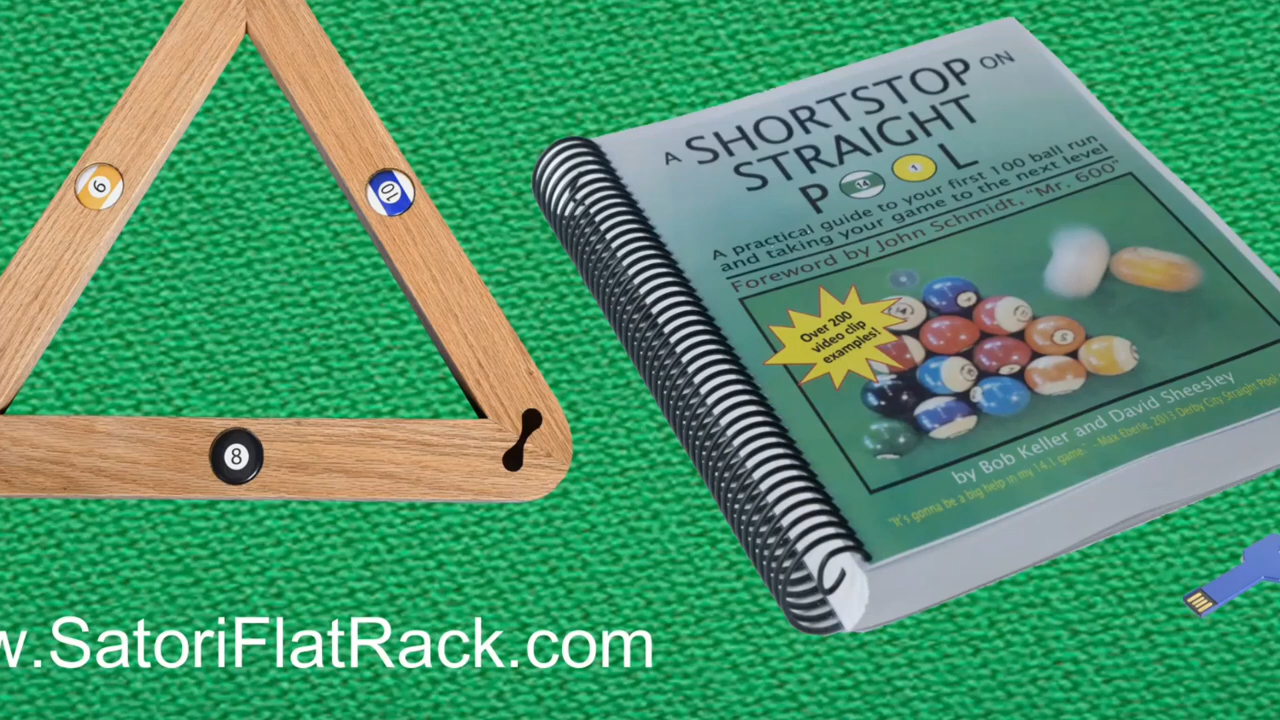 9
10
8
A SHORTSTOP ON
STRAIGHT
P 14 1 L
A practical guide to your first 100 ball run
and taking your game to the next level
Foreword by John Schmidt, "Mr. 600"
Over 200
video clip
examples!
by Bob Keller and David Sheesley
"It's gonna be a big help in my 14.1 game." --Max Eberle, 2013 Derby City Straight Pool
w.SatoriFlatRack.com